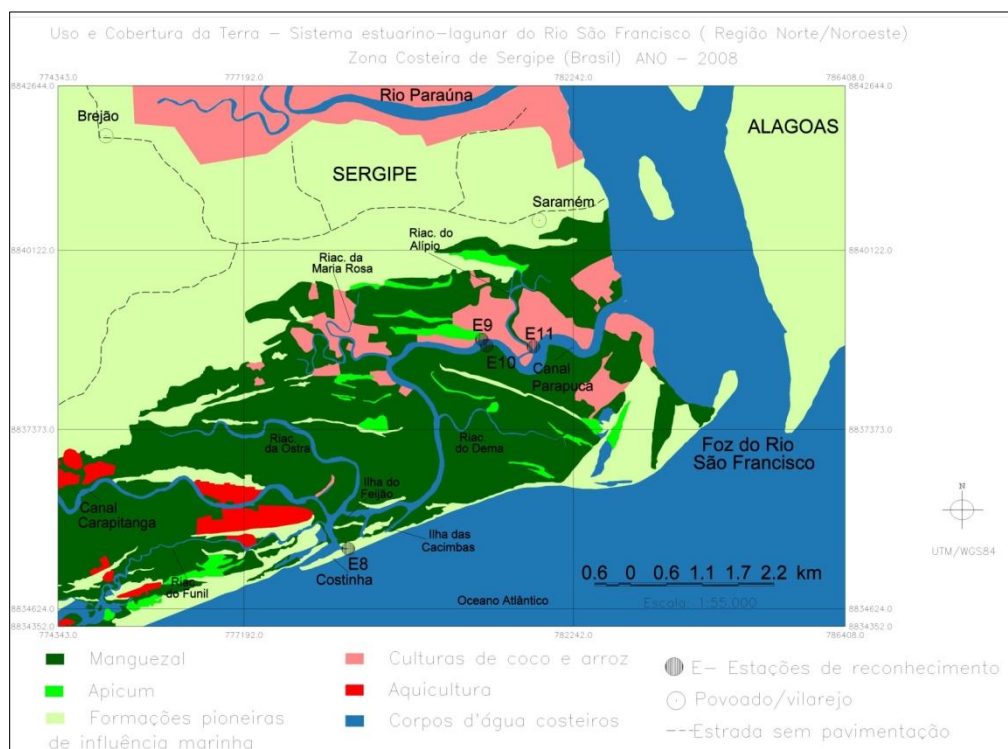 Uso e Cobertura da Terra – Sistema estuarino-lagunar do Rio São Francisco ( Região Norte/Noroeste)
Zona Costeira de Sergipe (Brasil) ANO – 2008
774343.0 777192.0 782242.0 786408.0
8842644.0 8842644.0
Rio Paraúna
Brejão
ALAGOAS
SERGIPE
Saramém
8840122.0 8840122.0
Riac. do
Alípio
Riac. da
Maria Rosa
E9
E11
E10
Canal
Parapuca
8837373.0 8837373.0
Riac.
da Ostra
Riac.
do Dema
Foz do Rio
São Francisco
Ilha do
Feijão
Canal
Carapitanga
Ilha das
Cacimbas
N
UTM/WGS84
E8
Costinha
Riac.
do Funil
0.6 0 0.6 1.1 1.7 2.2 km
Oceano Atlântico
Escala: 1:55.000
8834624.0 8834624.0
8834352.0 8834352.0
774343.0 777192.0 782242.0 786408.0
Manguezal
Culturas de coco e arroz
E– Estações de reconhecimento
Apicum
Aquicultura
Povoado/vilarejo
Formações pioneiras
de influência marinha
Corpos d'água costeiros
Estrada sem pavimentação